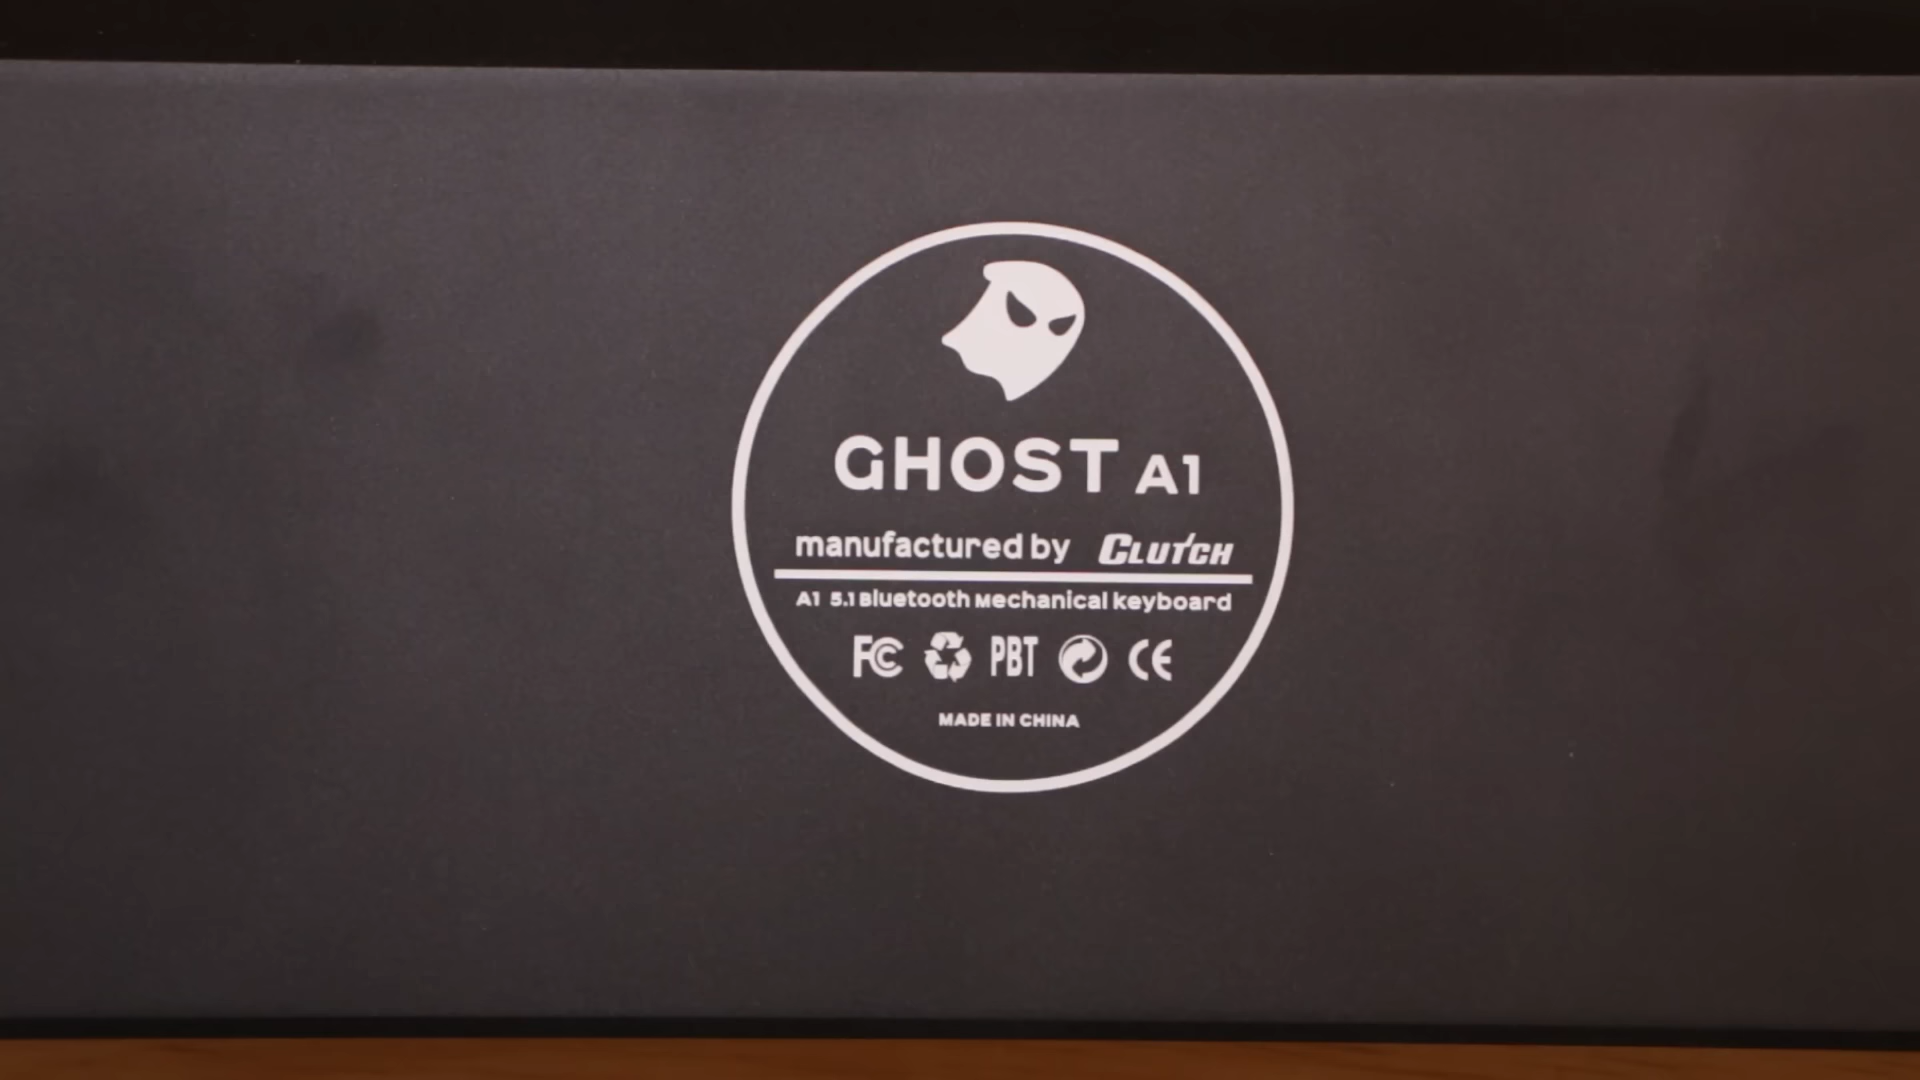 GHOST A1
manufactured by CLUTCH
A1 5.1 Bluetooth Mechanical keyboard
FC PBT CE
MADE IN CHINA